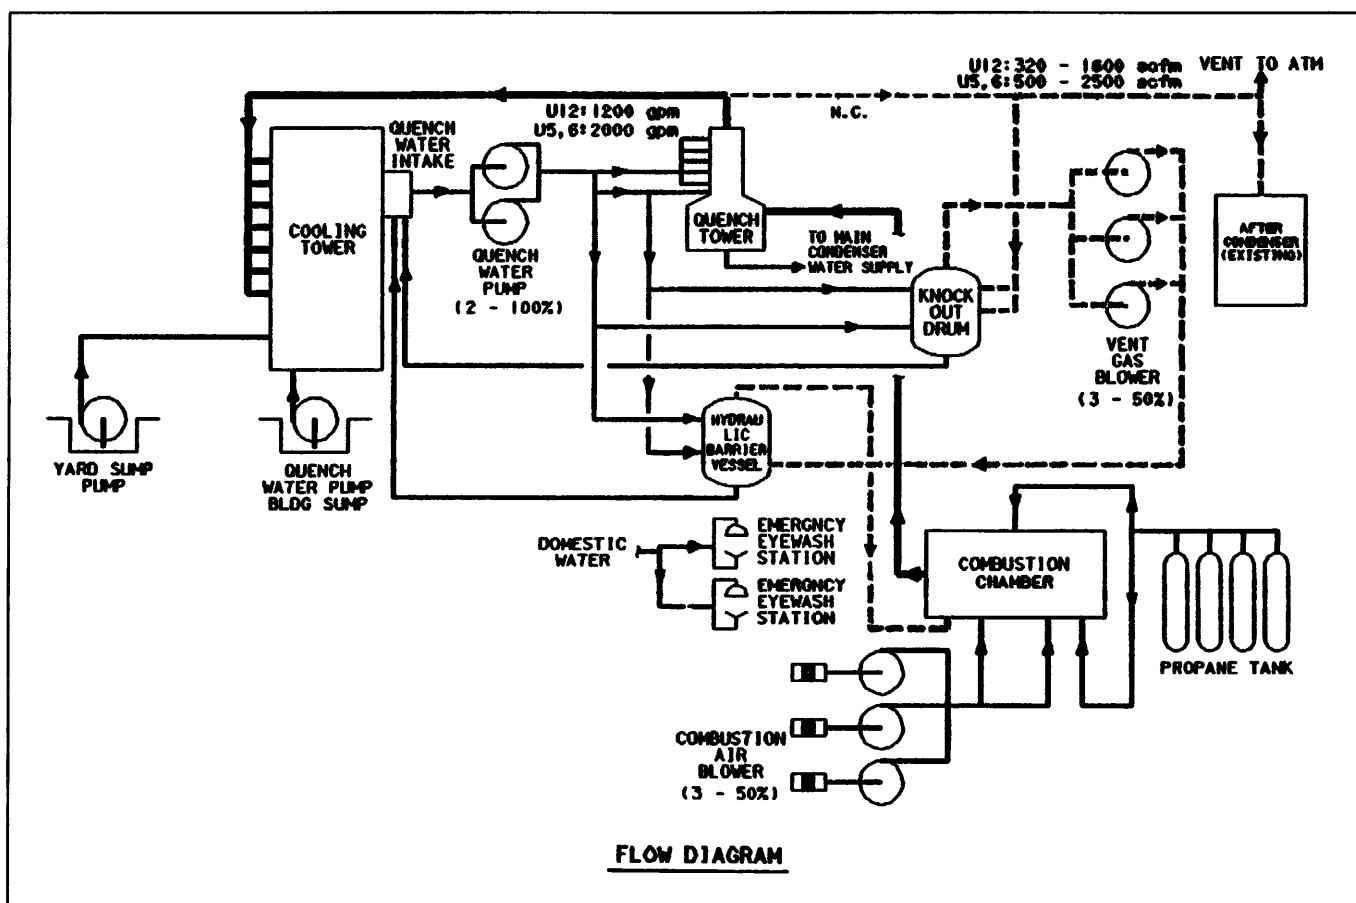 U12:320 - 1600 scfm
U5,6:500 - 2500 scfm
VENT TO ATM
N.C.
U12:1200 gpm
U5,6:2000 gpm
QUENCH
WATER
INTAKE
COOLING
TOWER
QUENCH
TOWER
QUENCH
WATER
PUMP
(2 - 100%)
TO MAIN
CONDENSER
WATER SUPPLY
AFTER
CONDENSER
(EXISTING)
KNOCK
OUT
DRUM
VENT
GAS
BLOWER
(3 - 50%)
HYDRAU
LIC
BARRIER
VESSEL
YARD SUMP
PUMP
QUENCH
WATER PUMP
BLDG SUMP
DOMESTIC
WATER
EMERGNCY
EYEWASH
STATION
EMERGNCY
EYEWASH
STATION
COMBUSTION
CHAMBER
PROPANE TANK
COMBUSTION
AIR
BLOWER
(3 - 50%)
FLOW DIAGRAM